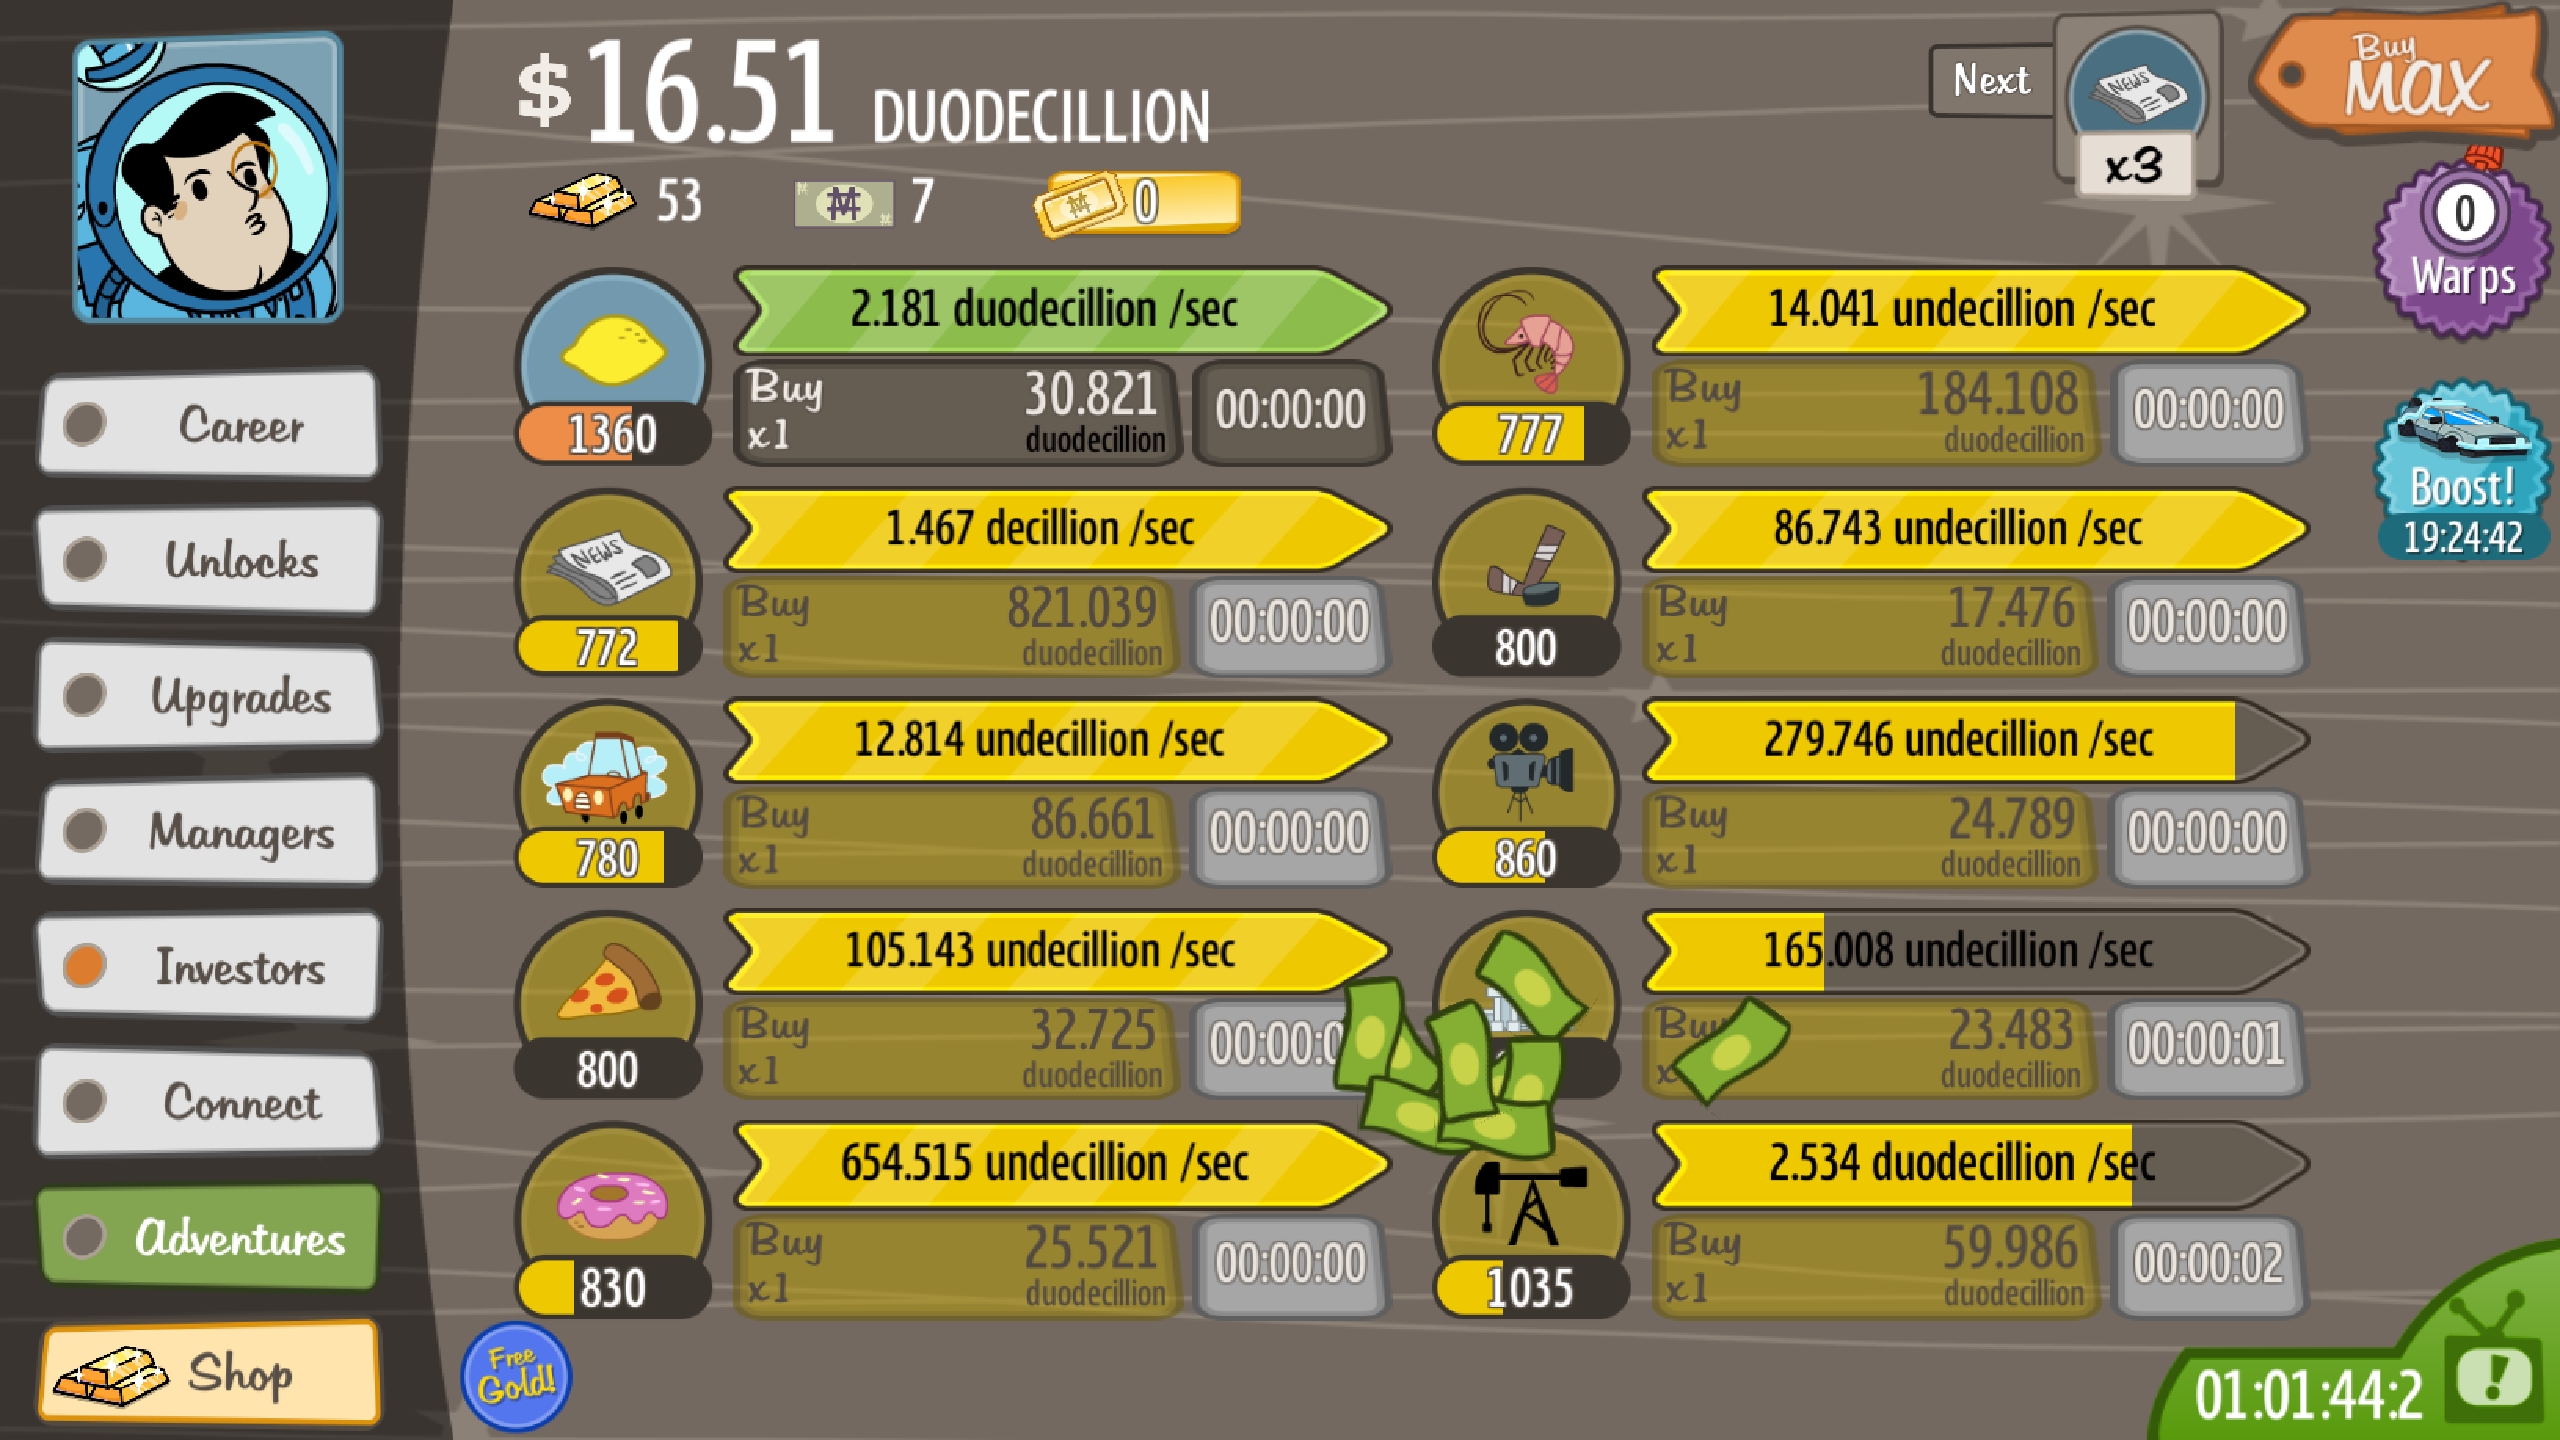 $16.51 DUODECILLION
53
7
0
Next
x3
Buy
MAX
0
Warps
Boost!
19:24:42
Career
Unlocks
Upgrades
Managers
Investors
Connect
Adventures
Shop
2.181 duodecillion /sec
Buy
x1
30.821
duodecillion
00:00:00
1360
14.041 undecillion /sec
Buy
x1
184.108
duodecillion
00:00:00
777
NEWS
1.467 decillion /sec
Buy
x1
821.039
duodecillion
00:00:00
772
86.743 undecillion /sec
Buy
x1
17.476
duodecillion
00:00:00
800
12.814 undecillion /sec
Buy
x1
86.661
duodecillion
00:00:00
780
279.746 undecillion /sec
Buy
x1
24.789
duodecillion
00:00:00
860
105.143 undecillion /sec
Buy
x1
32.725
duodecillion
00:00:0
800
165.008 undecillion /sec
Buy
x
23.483
duodecillion
00:00:01
654.515 undecillion /sec
Buy
x1
25.521
duodecillion
00:00:00
830
2.534 duodecillion /sec
Buy
x1
59.986
duodecillion
00:00:02
1035
Free
Gold!
01:01:44:2
NEWS